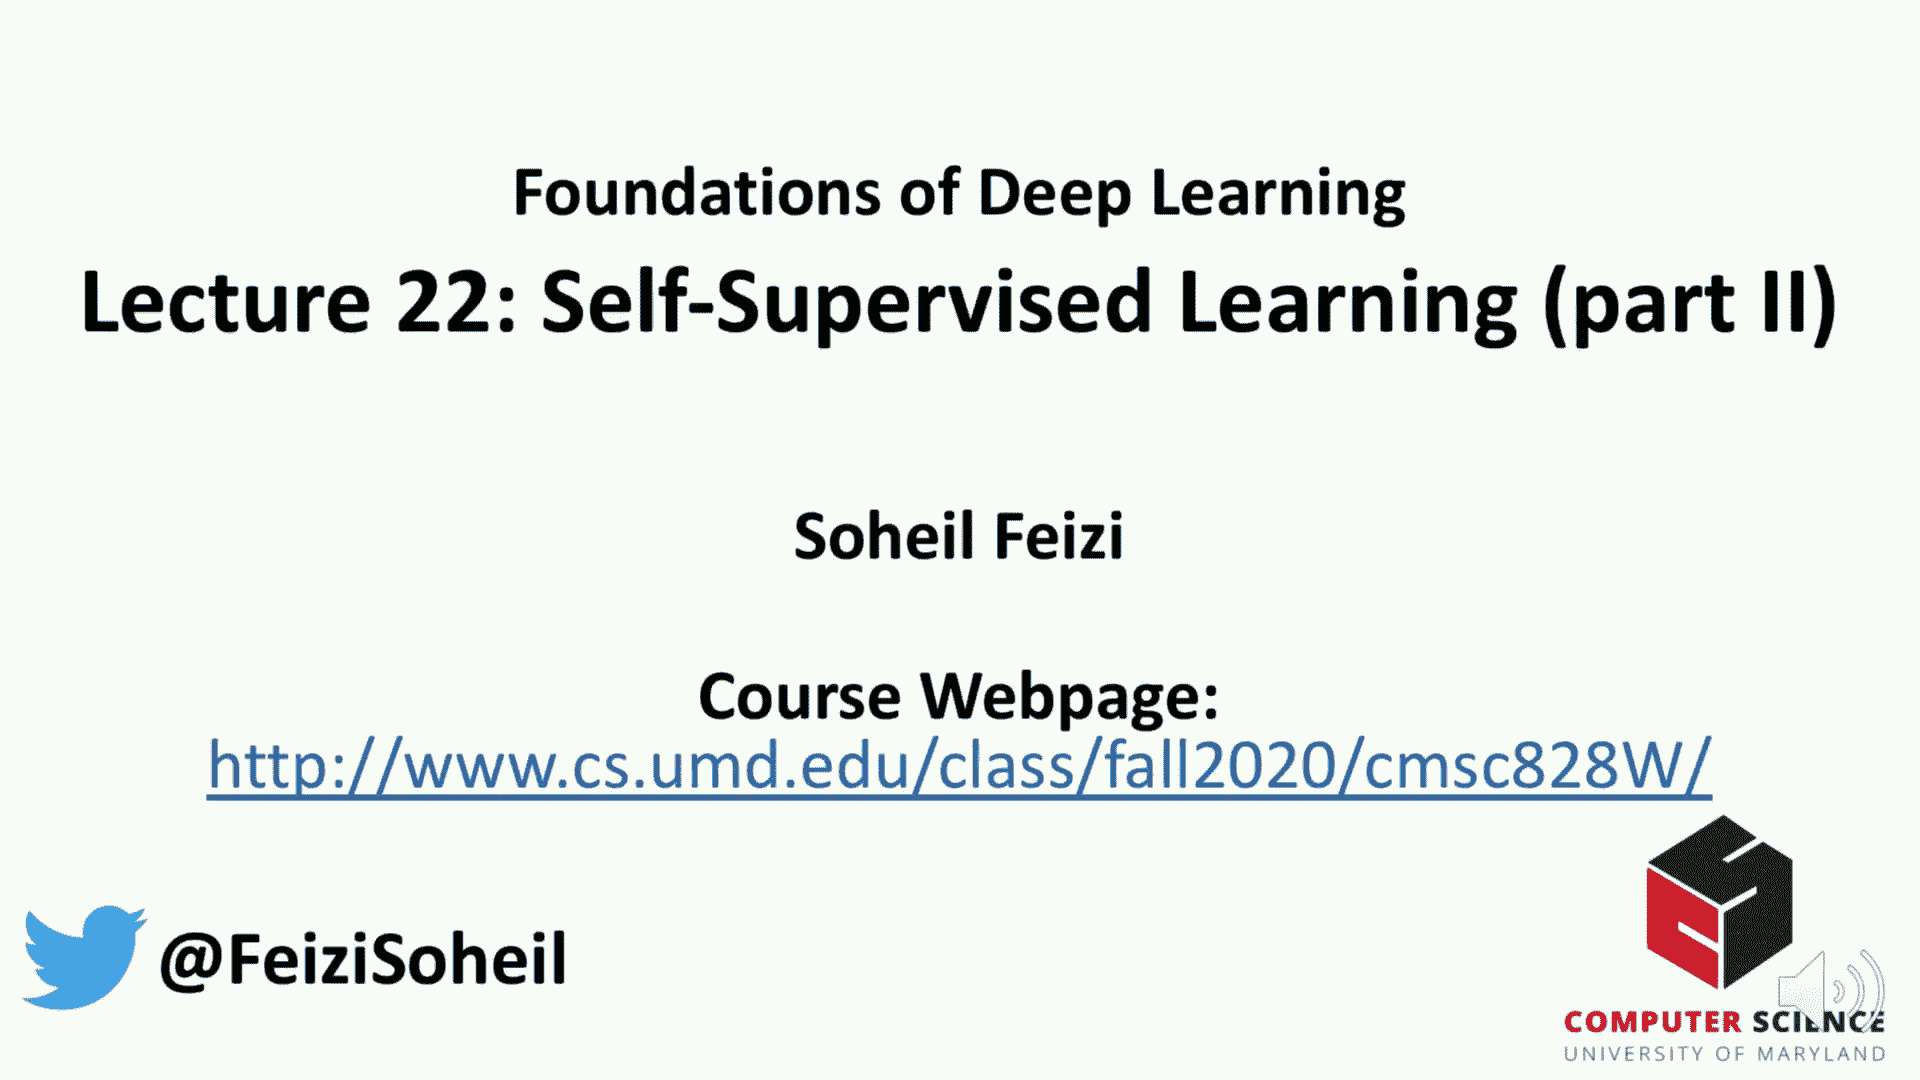 Foundations of Deep Learning
Lecture 22: Self-Supervised Learning (part II)
Soheil Feizi
Course Webpage:
http://www.cs.umd.edu/class/fall2020/cmsc828W/
@FeiziSoheil
COMPUTER SCIENCE
UNIVERSITY OF MARYLAND